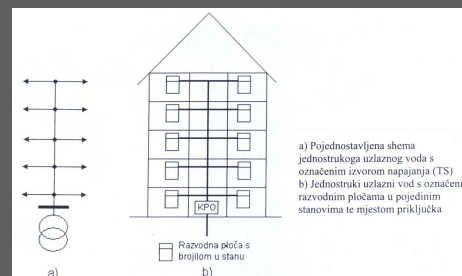 a) Pojednostavljena shema
jednostrukoga uzlaznog voda s
označenim izvorom napajanja (TS)
b) Jednostruki uzlazni vod s označeni
razvodnim pločama u pojedinim
stanovima te mjestom priključka
KPO
Razvodna ploča s
brojilom u stanu
a)
b)